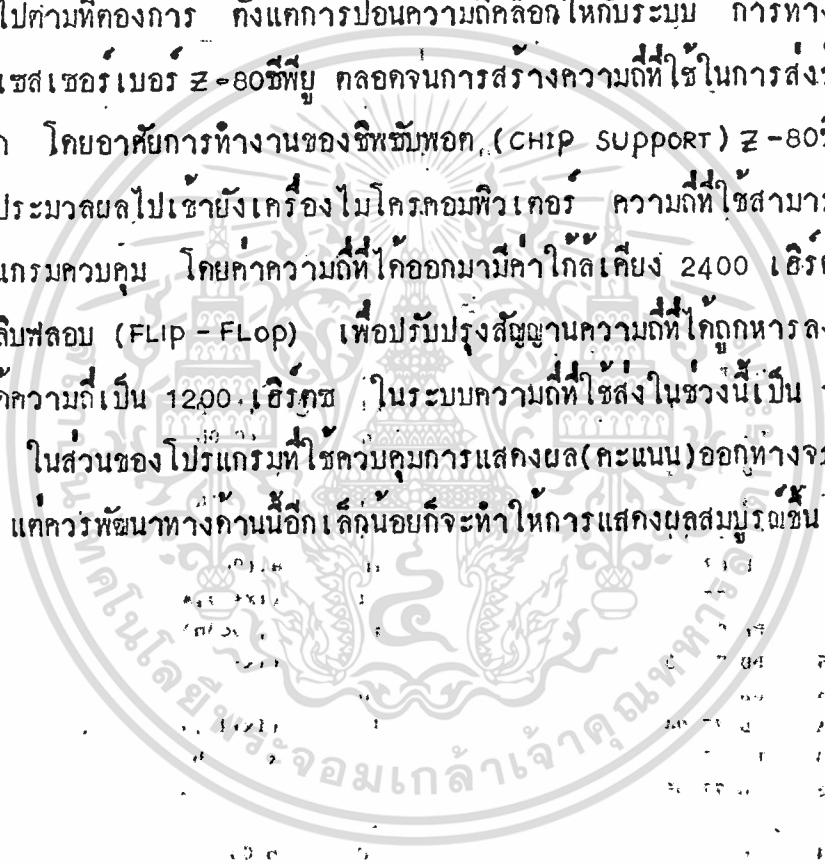 ไปตามที่ต้องการ ตั้งแต่การป้อนความถี่คล็อกให้กับระบบ การทำง
เซสเซอร์เบอร์ Z-80ซีพียู ตลอดจนการสร้างความถี่ที่ใช้ในการส่ง
ก โดยอาศัยการทำงานของชิพซัพพอต (CHIP SUPPORT) Z-80
ประมวลผลไปเข้ายังเครื่องไมโครคอมพิวเตอร์ ความถี่ที่ใช้สามา
นกรมควบคุม โดยค่าความถี่ที่ได้ออกมามีค่าใกล้เคียง 2400 เฮิรต
ลิบฟลอบ (FLIP-FLOP) เพื่อปรับปรุงสัญญานความถี่ที่ได้ถูกหารล
ด้ความถี่เป็น 1200 เฮิร์ตซ ในระบบความถี่ที่ใช้ส่งในช่วงนี้เป็น
ในส่วนของโปรแกรมที่ใช้ควบคุมการแสดงผล(คะแนน)ออกทางจ
แต่ควรพัฒนาทางด้านนี้อีกเล็กน้อยก็จะทำให้การแสดงผลสมบูรณ์ขึ้น
เทคโนโลยีพระจอมเกล้าเจ้าคุณทหารล